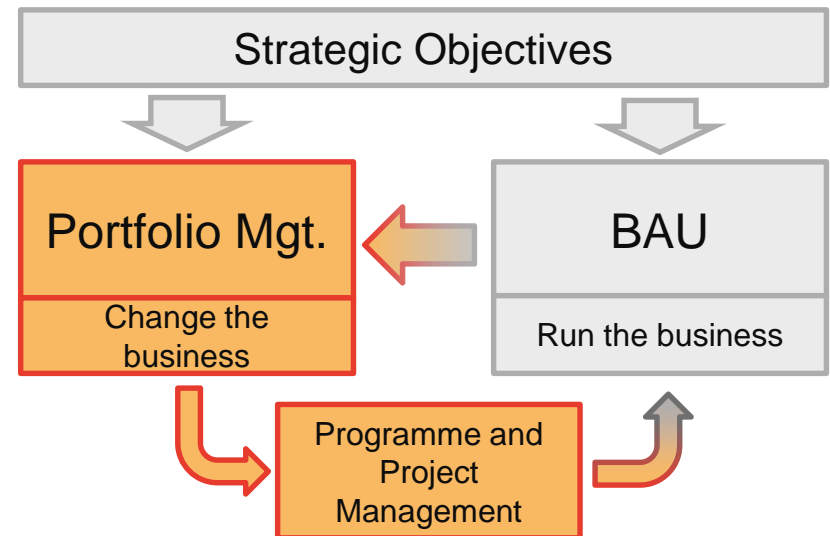 Strategic Objectives
Portfolio Mgt.
Change the
business
BAU
Run the business
Programme and
Project
Management